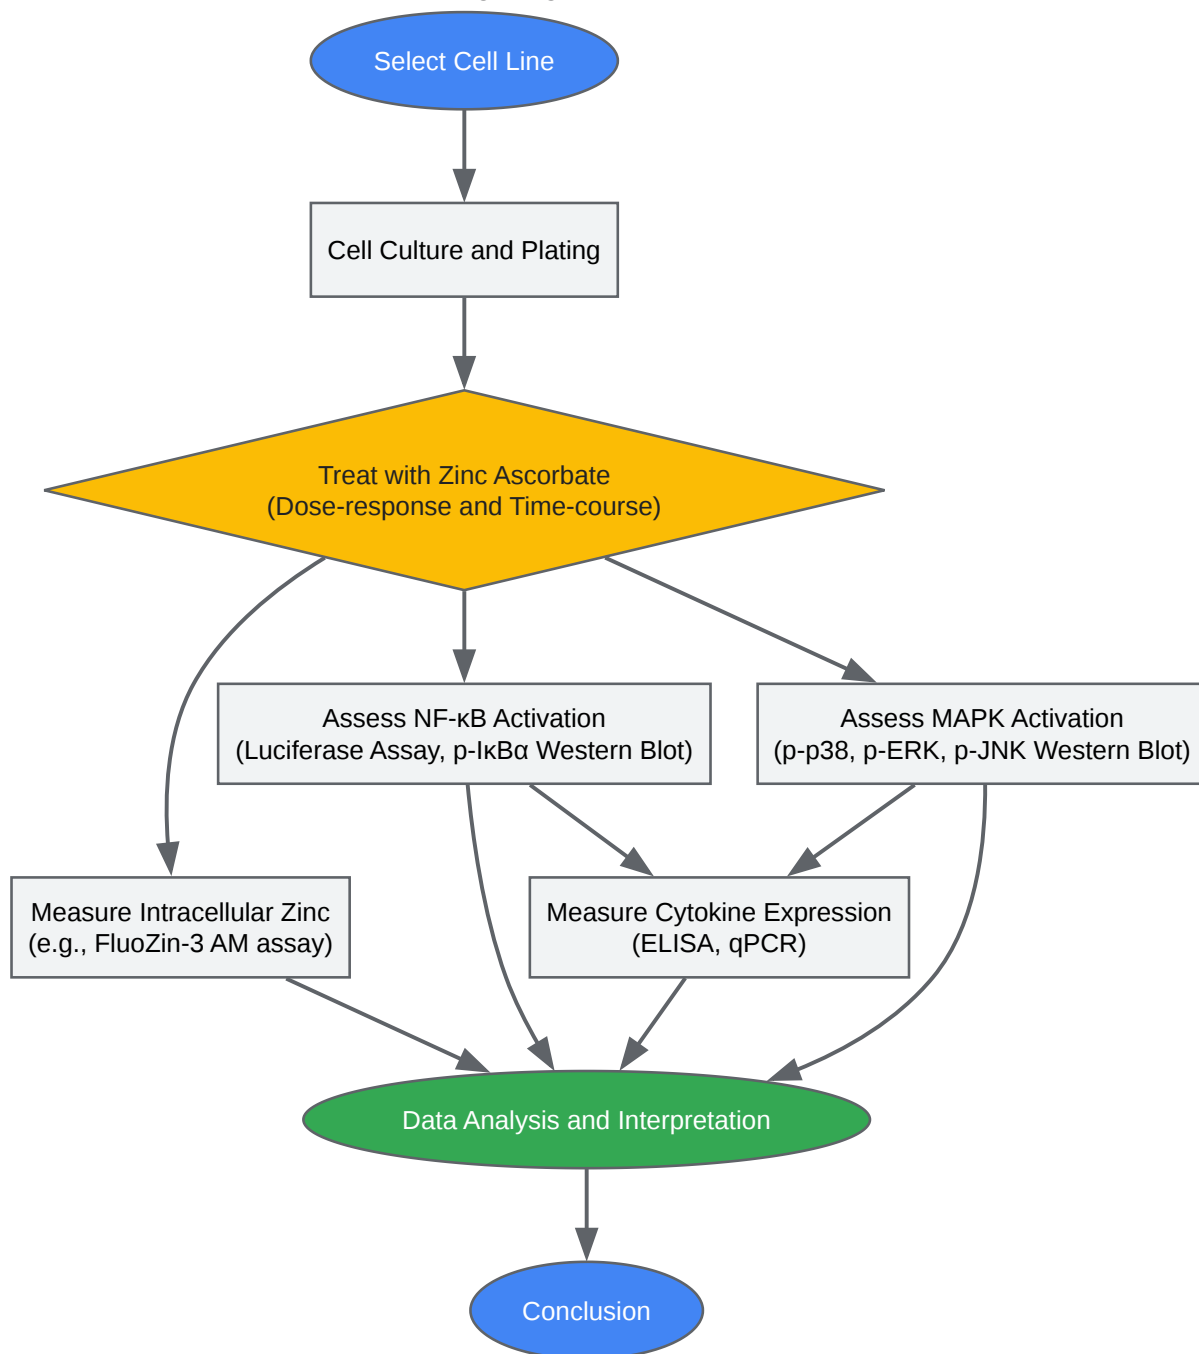 Select Cell Line
Cell Culture and Plating
Treat with Zinc Ascorbate
(Dose-response and Time-course)
Assess NF-κB Activation
(Luciferase Assay, p-IκBα Western Blot)
Assess MAPK Activation
(p-p38, p-ERK, p-JNK Western Blot)
Measure Intracellular Zinc
(e.g., FluoZin-3 AM assay)
Measure Cytokine Expression
(ELISA, qPCR)
Data Analysis and Interpretation
Conclusion